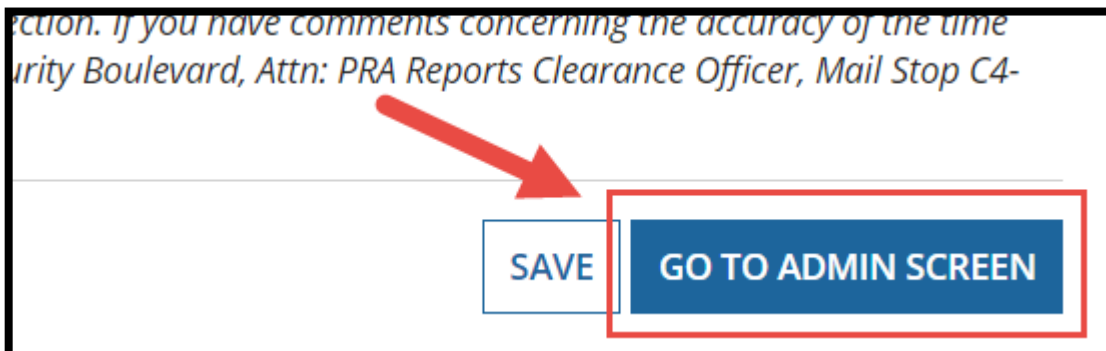 ection. If you have comments concerning the accuracy of the time
urity Boulevard, Attn: PRA Reports Clearance Officer, Mail Stop C4-
SAVE GO TO ADMIN SCREEN